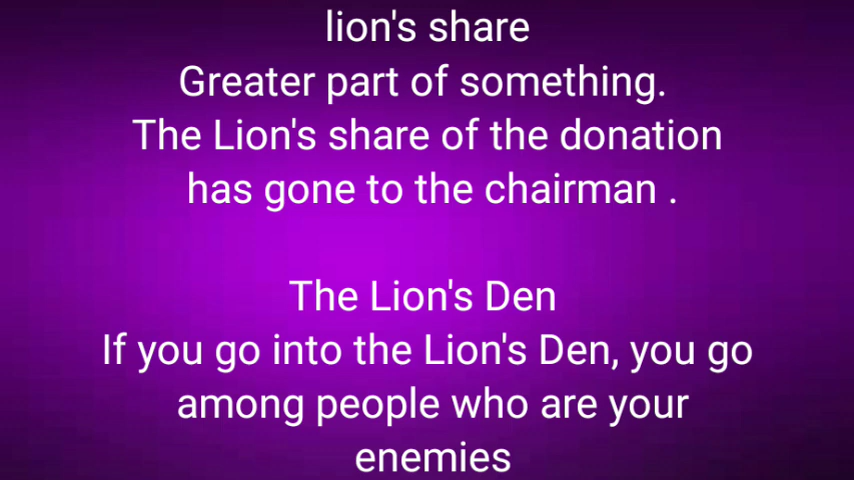 lion's share
Greater part of something.
The Lion's share of the donation
has gone to the chairman .
The Lion's Den
If you go into the Lion's Den, you go
among people who are your
enemies